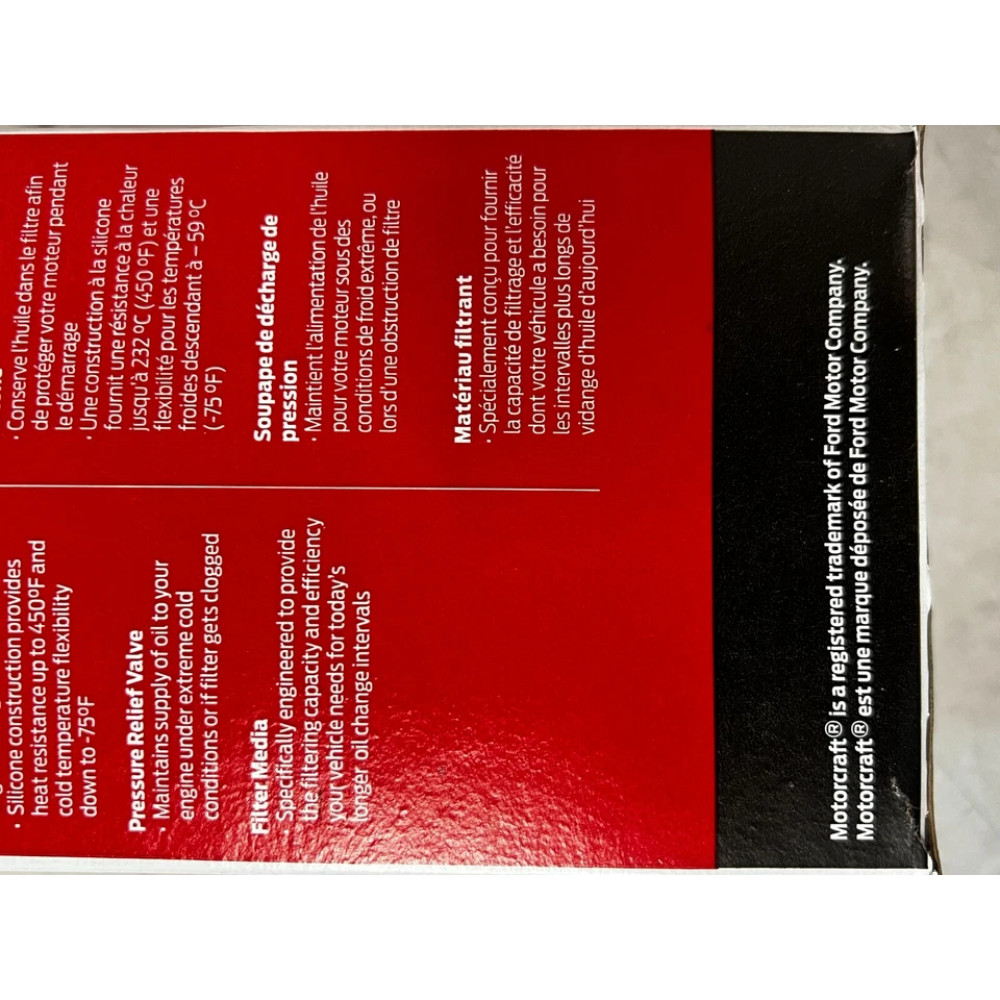 · Silicone construction provides
heat resistance up to 450°F and
cold temperature flexibility
down to -75°F
Pressure Relief Valve
· Maintains supply of oil to your
engine under extreme cold
conditions or if filter gets clogged
Filter Media
· Specifically engineered to provide
the filtering capacity and efficiency
your vehicle needs for today's
longer oil change intervals
· Conserve l'huile dans le filtre afin
de protéger votre moteur pendant
le démarrage
· Une construction à la silicone
fournit une résistance à la chaleur
jusqu'à 232 ºC (450 ºF) et une
flexibilité pour les températures
froides descendant à – 59 ºC
(-75 ºF)
Soupape de décharge de
pression
· Maintient l'alimentation de l'huile
pour votre moteur sous des
conditions de froid extrême, ou
lors d'une obstruction de filtre
Matériau filtrant
· Spécialement conçu pour fournir
la capacité de filtrage et l'efficacité
dont votre véhicule a besoin pour
les intervalles plus longs de
vidange d'huile d'aujourd'hui
Motorcraft® is a registered trademark of Ford Motor Company.
Motorcraft® est une marque déposée de Ford Motor Company.